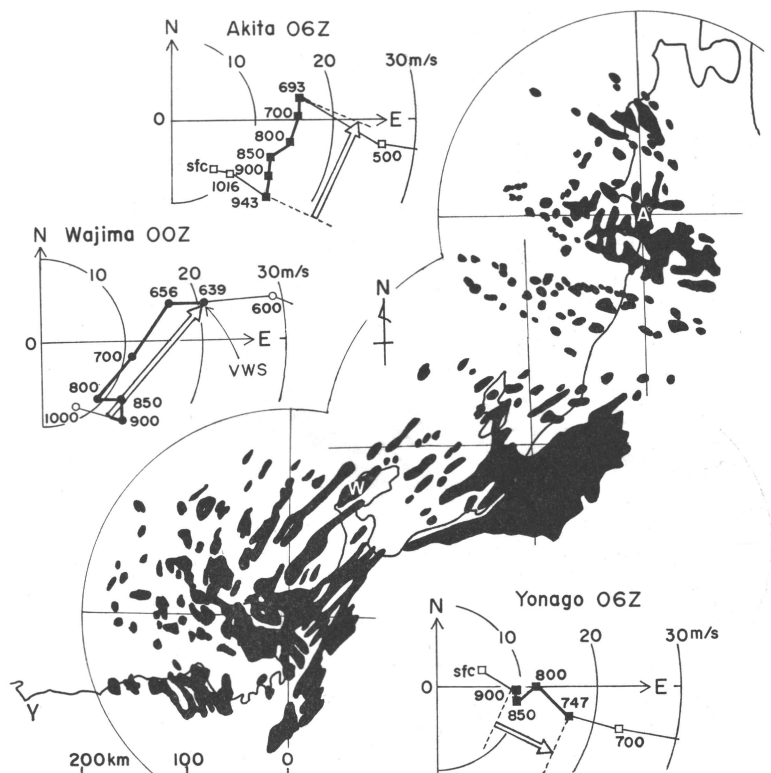 Akita 06Z
N
10
20
30m/s
693
700
0
E
800
850
900
500
sfc
1016
943
A
Wajima 00Z
N
10
20
30m/s
656
639
600
0
E
700
VWS
800
850
1000
900
N
W
Yonago 06Z
N
10
20
30m/s
sfc
800
0
E
900
850
747
700
Y
200km
100
0